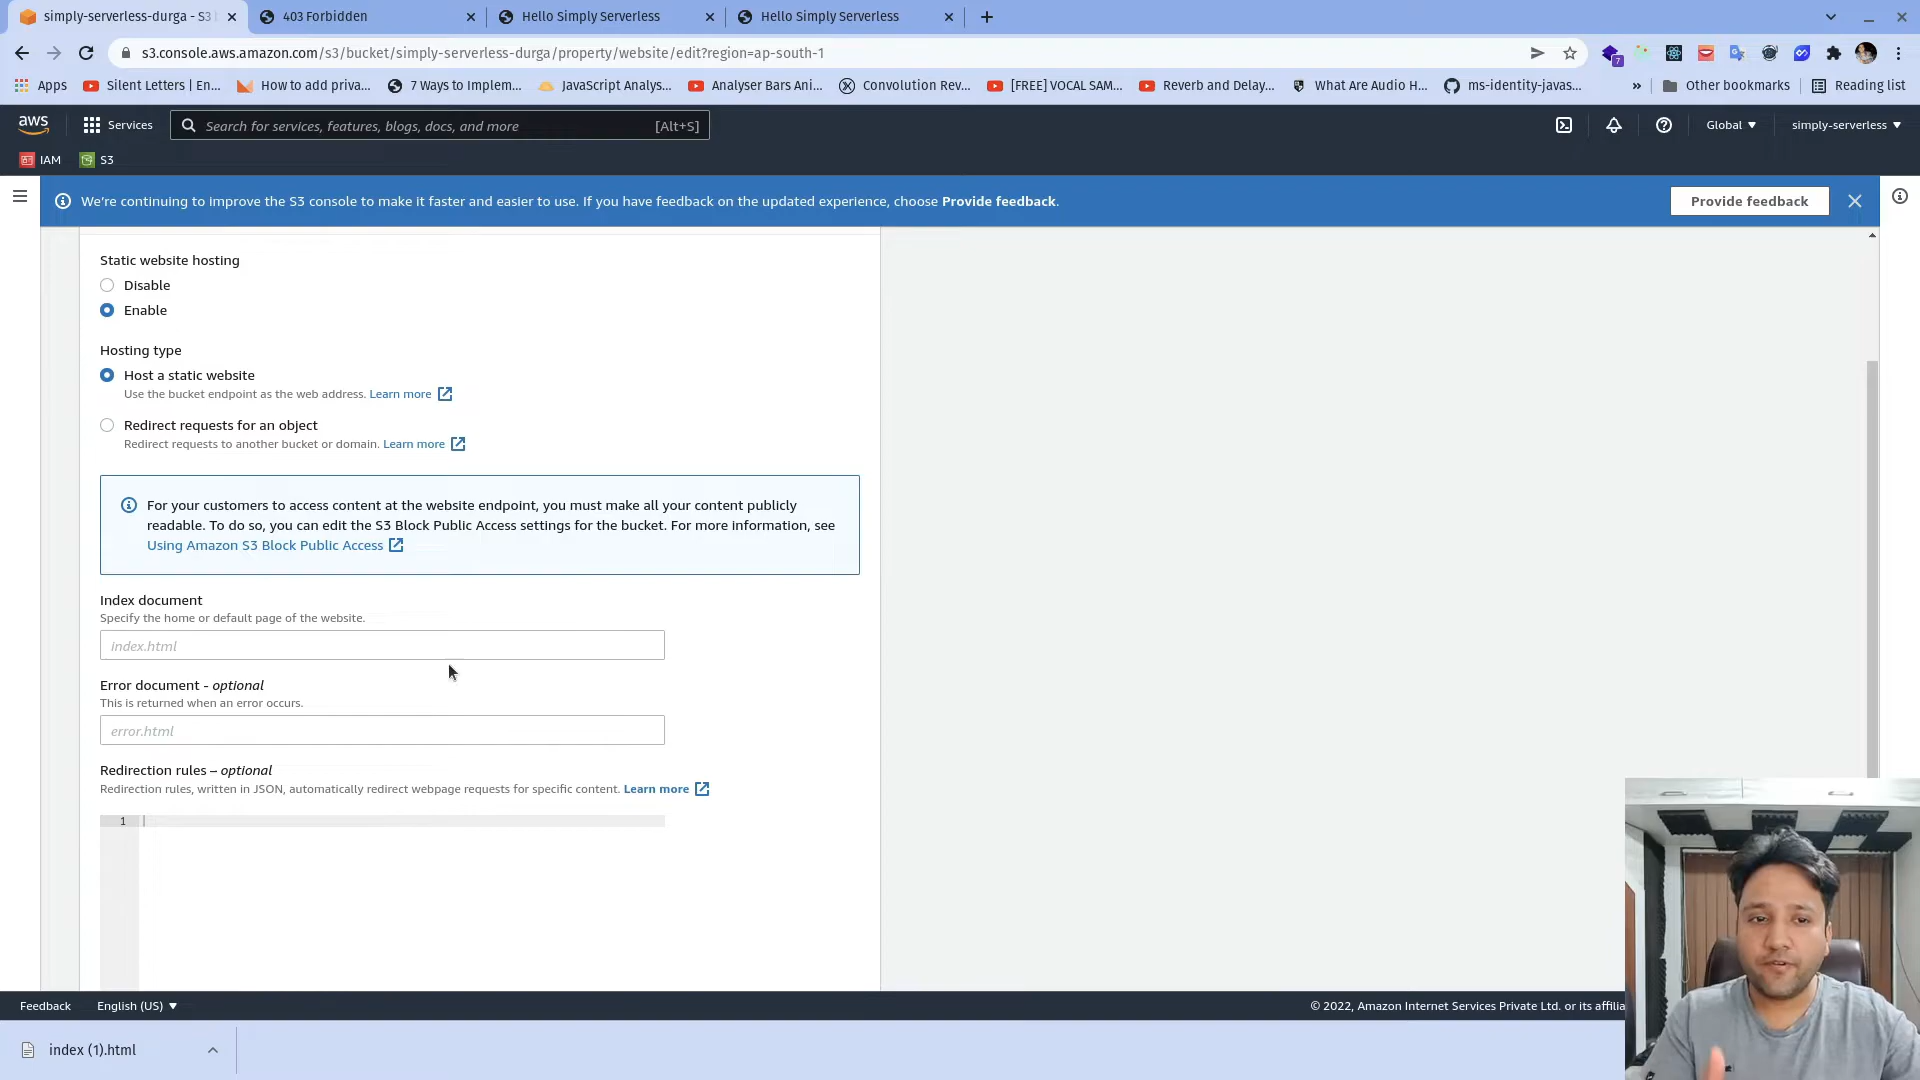 simply-serverless-durga - S3
403 Forbidden
Hello Simply Serverless
Hello Simply Serverless
s3.console.aws.amazon.com/s3/bucket/simply-serverless-durga/property/website/edit?region=ap-south-1
7
Apps
Silent Letters | En...
How to add priva...
7 Ways to Implem...
JavaScript Analys...
Analyser Bars Ani...
Convolution Rev...
[FREE] VOCAL SAM...
Reverb and Delay...
What Are Audio H...
ms-identity-javas...
»
Other bookmarks
Reading list
aws
Services
Search for services, features, blogs, docs, and more
[Alt+S]
Global
simply-serverless
IAM
S3
We're continuing to improve the S3 console to make it faster and easier to use. If you have feedback on the updated experience, choose Provide feedback.
Provide feedback
Static website hosting
Disable
Enable
Hosting type
Host a static website
Use the bucket endpoint as the web address. Learn more
Redirect requests for an object
Redirect requests to another bucket or domain. Learn more
For your customers to access content at the website endpoint, you must make all your content publicly
readable. To do so, you can edit the S3 Block Public Access settings for the bucket. For more information, see
Using Amazon S3 Block Public Access
Index document
Specify the home or default page of the website.
index.html
Error document - optional
This is returned when an error occurs.
error.html
Redirection rules – optional
Redirection rules, written in JSON, automatically redirect webpage requests for specific content. Learn more
1
Feedback
English (US)
© 2022, Amazon Internet Services Private Ltd. or its affilia
index (1).html